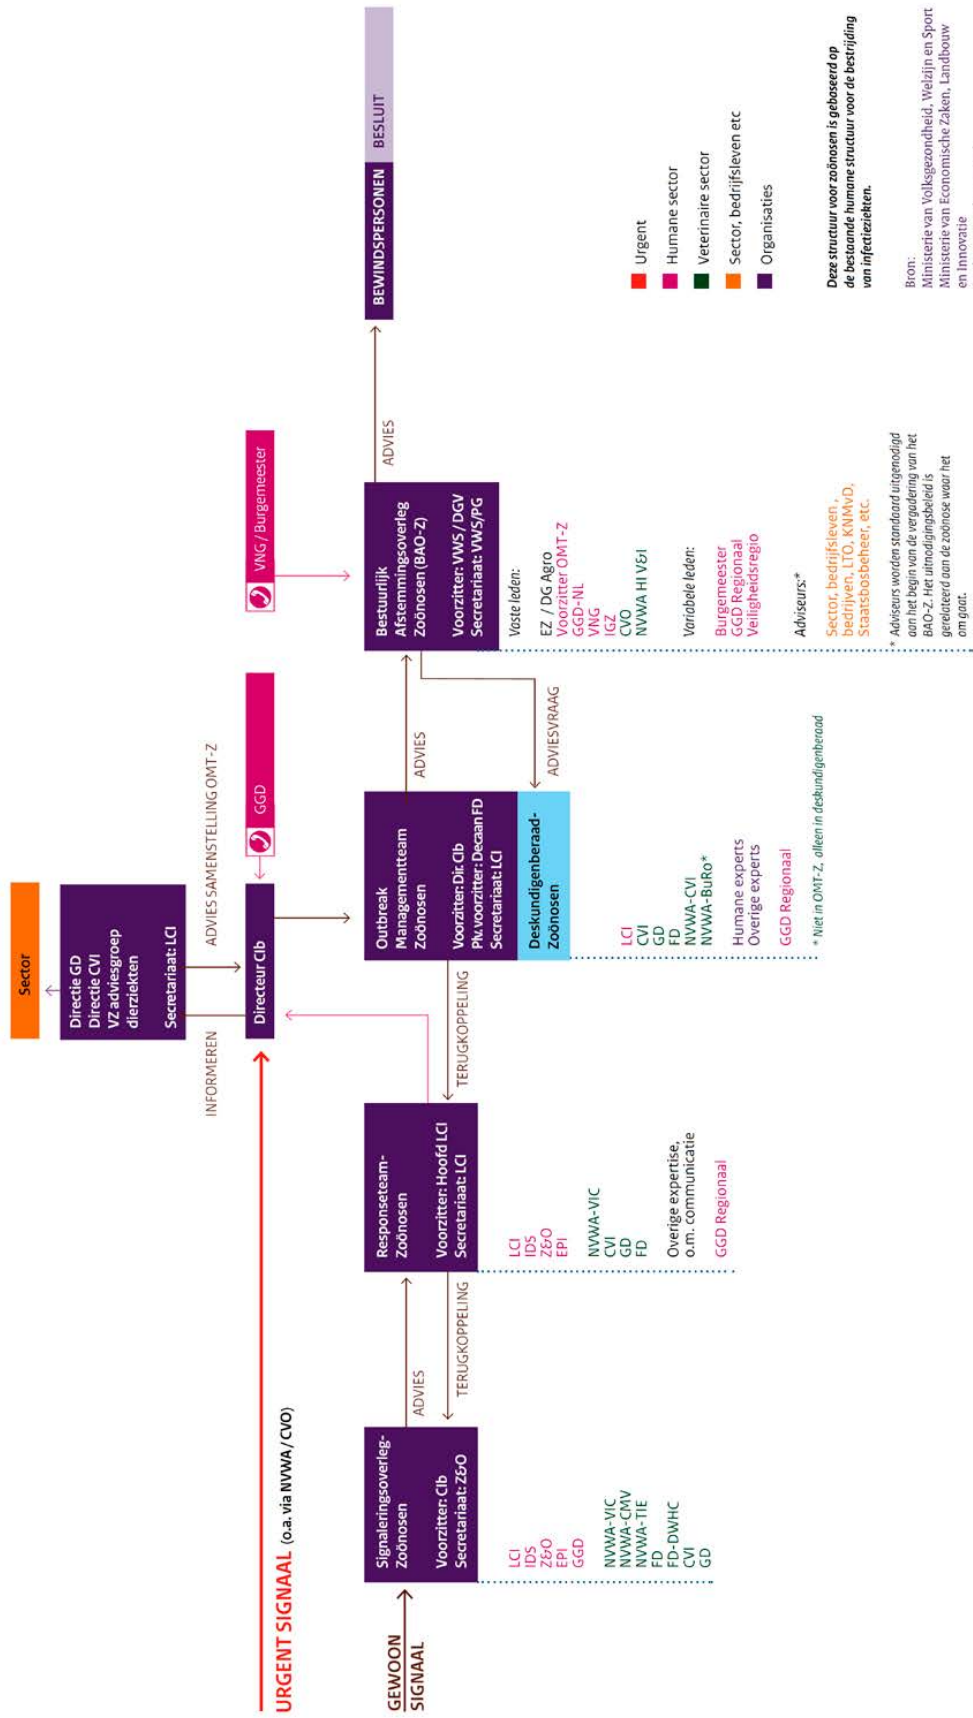 Sector
Directie GD
Directie CVI
VZ adviesgroep
dierziekten
Secretariaat: LCI
INFORMEREN
ADVIES SAMENSTELLING OMT-Z
URGENT SIGNAAL (o.a. via NVWA / CVO)
Directeur CIb
GGD
VNG / Burgemeester
GEWOON
SIGNAAL
Signaleringsoverleg-
Zoönosen
Voorzitter: CIb
Secretariaat: Z&O
ADVIES
TERUGKOPPELING
LCI
IDS
Z&O
EPI
GGD
NVWA-VIC
NVWA-CMV
NVWA-TIE
FD
FD-DWHC
CVI
GD
Responseteam-
Zoönosen
Voorzitter: Hoofd LCI
Secretariaat: LCI
TERUGKOPPELING
LCI
IDS
Z&O
EPI
NVWA-VIC
CVI
GD
FD
Overige expertise,
o.m. communicatie
GGD Regionaal
Outbreak
Managementteam
Zoönosen
Voorzitter: Dir. CIb
Plv.voorzitter: Decaan FD
Secretariaat: LCI
Deskundigenberaad-
Zoönosen
ADVIES
ADVIESVRAAG
LCI
CVI
GD
FD
NVWA-CVI
NVWA-BuRo*
Humane experts
Overige experts
GGD Regionaal
* Niet in OMT-Z, alleen in deskundigenberaad
Bestuurlijk
Afstemmingsoverleg
Zoönosen (BAO-Z)
Voorzitter: VWS / DGV
Secretariaat: VWS/PG
ADVIES
Vaste leden:
EZ / DG Agro
Voorzitter OMT-Z
GGD-NL
VNG
IGZ
CVO
NVWA HI V&I
Variabele leden:
Burgemeester
GGD Regionaal
Veiligheidsregio
Adviseurs:*
Sector, bedrijfsleven,
bedrijven, LTO, KNMvD,
Staatsbosbeheer, etc.
* Adviseurs worden standaard uitgenodigd
aan het begin van de vergadering van het
BAO-Z. Het uitnodigingsbeleid is
gerelateerd aan de zoönose waar het
om gaat.
BEWINDSPERSONEN
BESLUIT
Urgent
Humane sector
Veterinaire sector
Sector, bedrijfsleven etc
Organisaties
Deze structuur voor zoönosen is gebaseerd op
de bestaande humane structuur voor de bestrijding
van infectieziekten.
Bron:
Ministerie van Volksgezondheid, Welzijn en Sport
Ministerie van Economische Zaken, Landbouw
en Innovatie